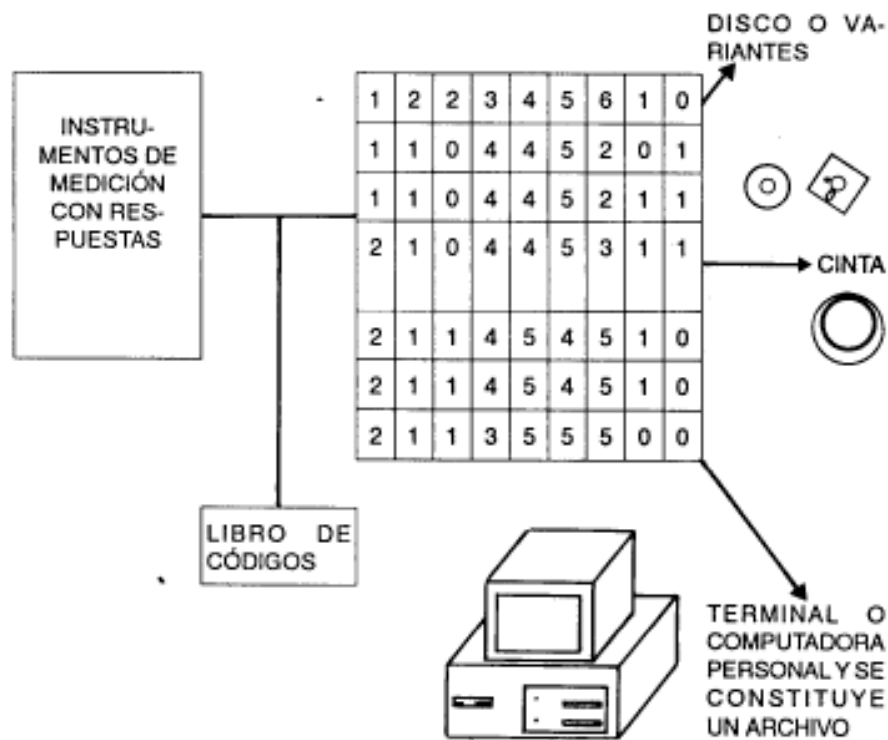 DISCO O VA-
RIANTES
INSTRU-
MENTOS DE
MEDICIÓN
CON RES-
PUESTAS
1 2 2 3 4 5 6 1 0
1 1 0 4 4 5 2 0 1
1 1 0 4 4 5 2 1 1
2 1 0 4 4 5 3 1 1
2 1 1 4 5 4 5 1 0
2 1 1 4 5 4 5 1 0
2 1 1 3 5 5 5 0 0
CINTA
LIBRO DE
CÓDIGOS
TERMINAL O
COMPUTADORA
PERSONAL Y SE
CONSTITUYE
UN ARCHIVO